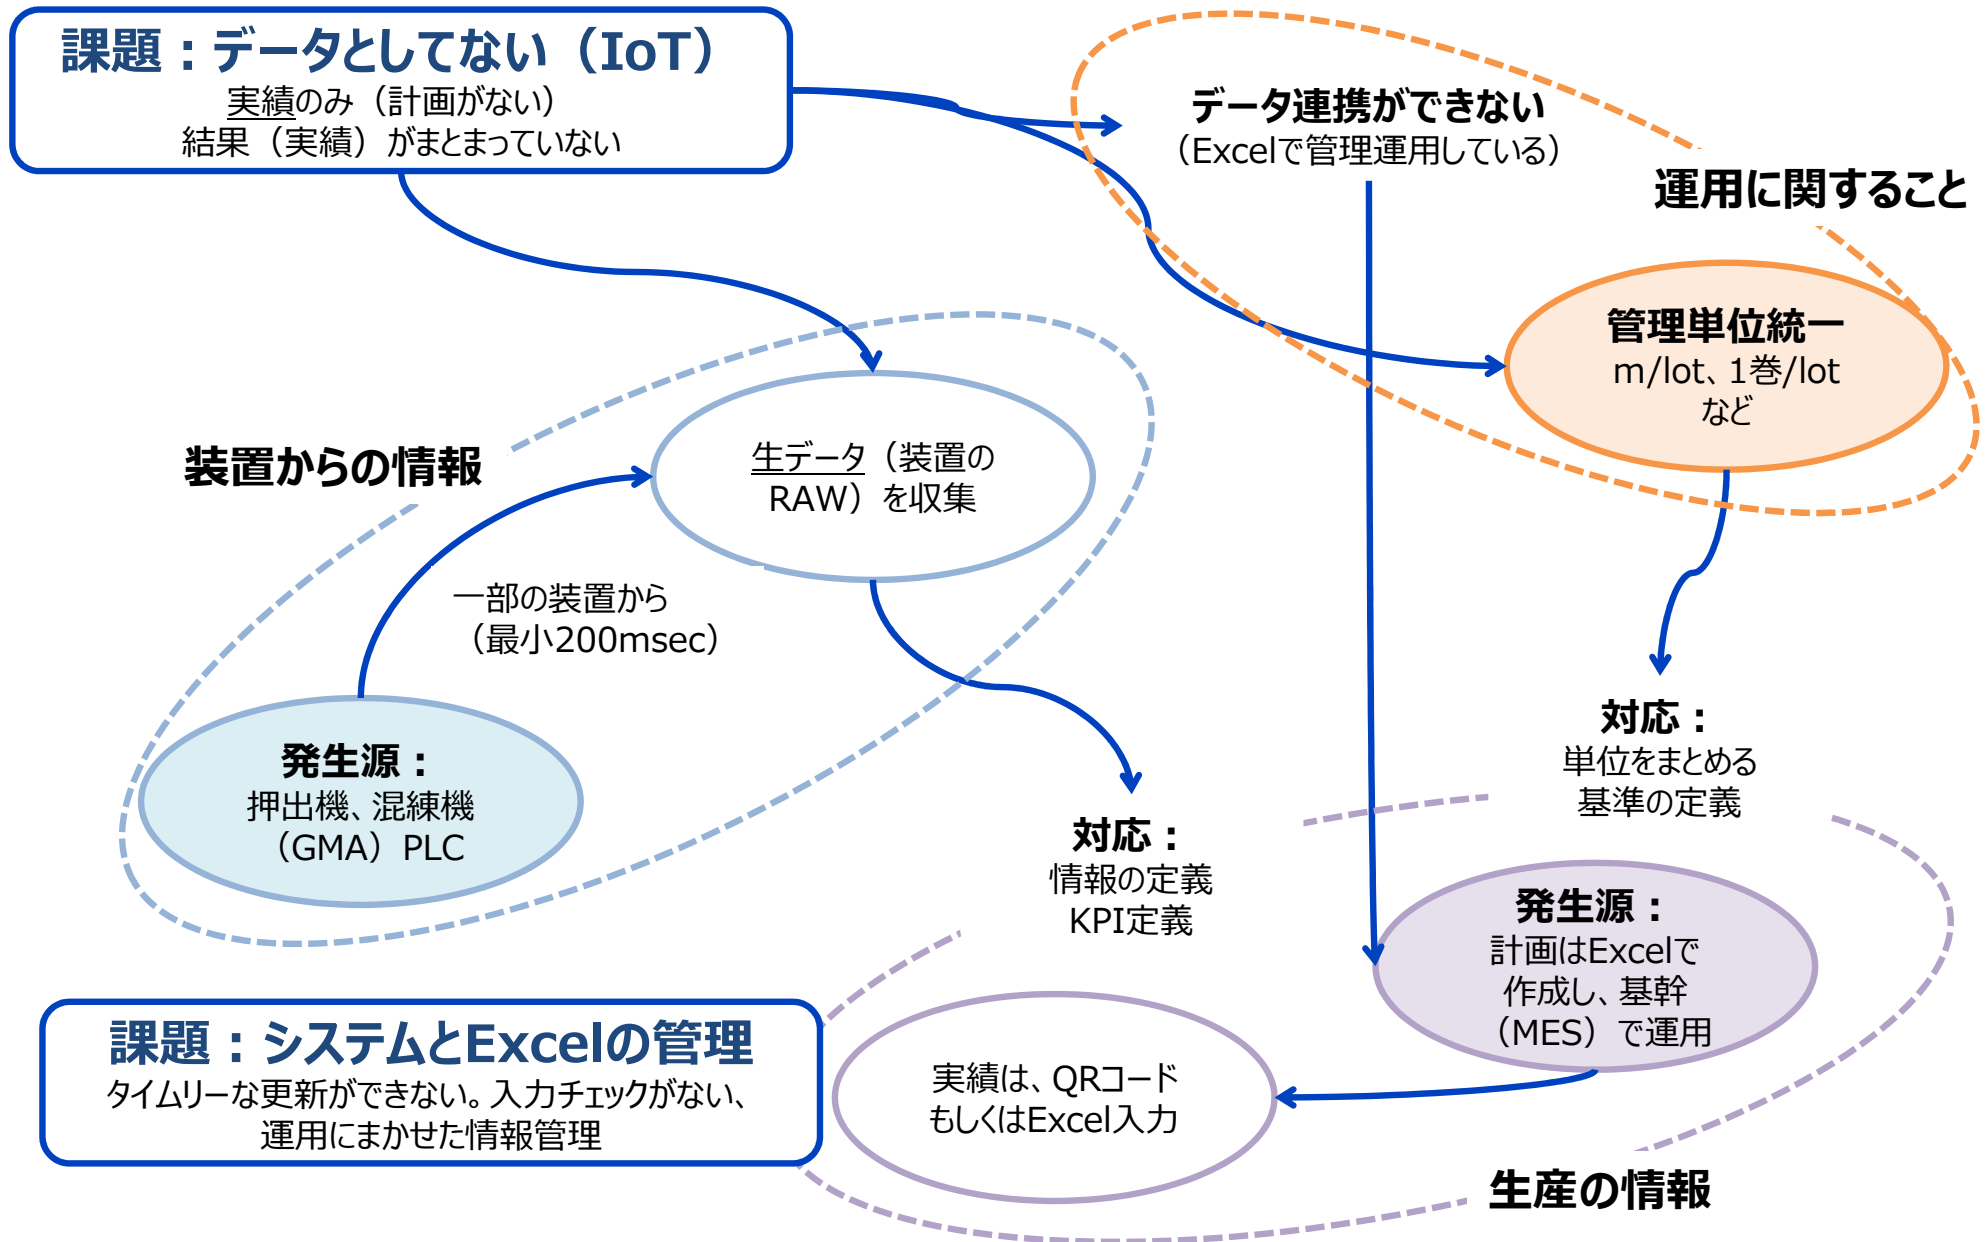 課題：データとしてない（IoT）
実績のみ（計画がない）
結果（実績）がまとまっていない
データ連携ができない
（Excelで管理運用している）
運用に関すること
管理単位統一
m/lot、1巻/lot
など
装置からの情報
生データ（装置の
RAW）を収集
一部の装置から
（最小200msec）
発生源：
押出機、混練機
（GMA）PLC
対応：
単位をまとめる
基準の定義
対応：
情報の定義
KPI定義
発生源：
計画はExcelで
作成し、基幹
（MES）で運用
課題：システムとExcelの管理
タイムリーな更新ができない。入力チェックがない、
運用にまかせた情報管理
実績は、QRコード
もしくはExcel入力
生産の情報